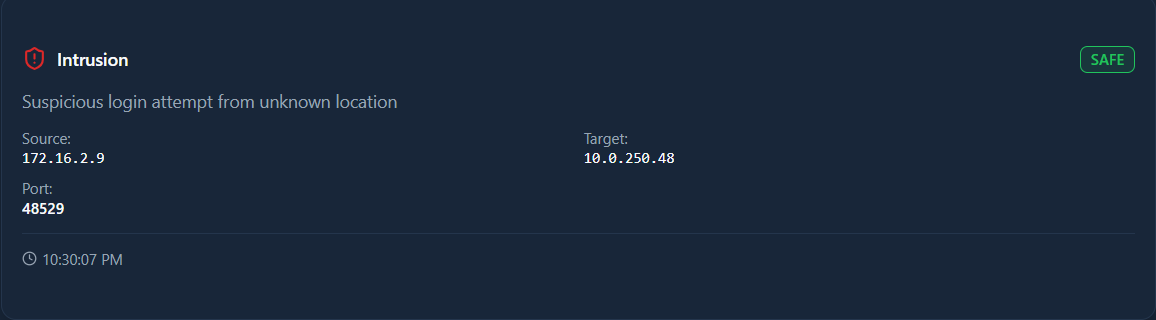 Intrusion
SAFE
Suspicious login attempt from unknown location
Source:
172.16.2.9
Target:
10.0.250.48
Port:
48529
10:30:07 PM